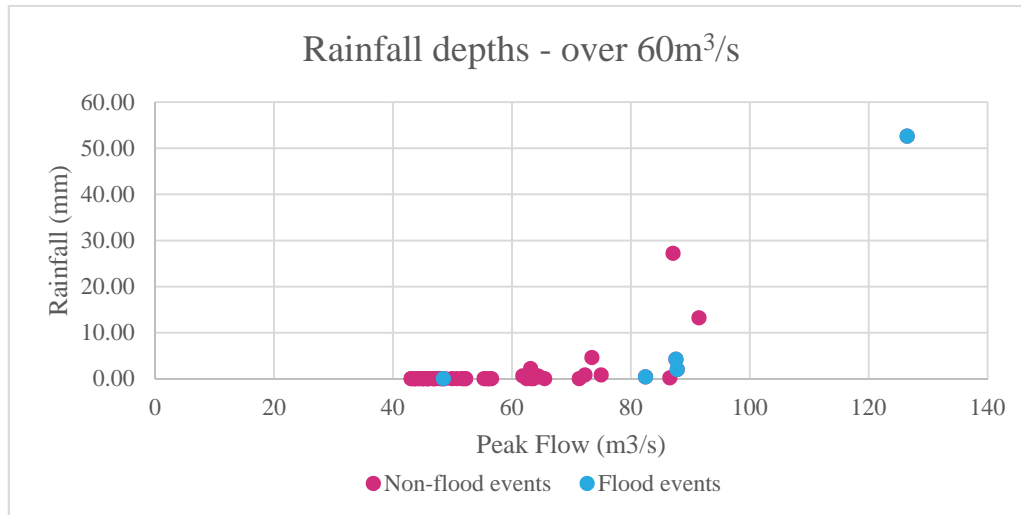 Rainfall depths - over 60m³/s
60.00
50.00
40.00
30.00
20.00
10.00
0.00
Rainfall (mm)
0 20 40 60 80 100 120 140
Peak Flow (m3/s)
Non-flood events Flood events